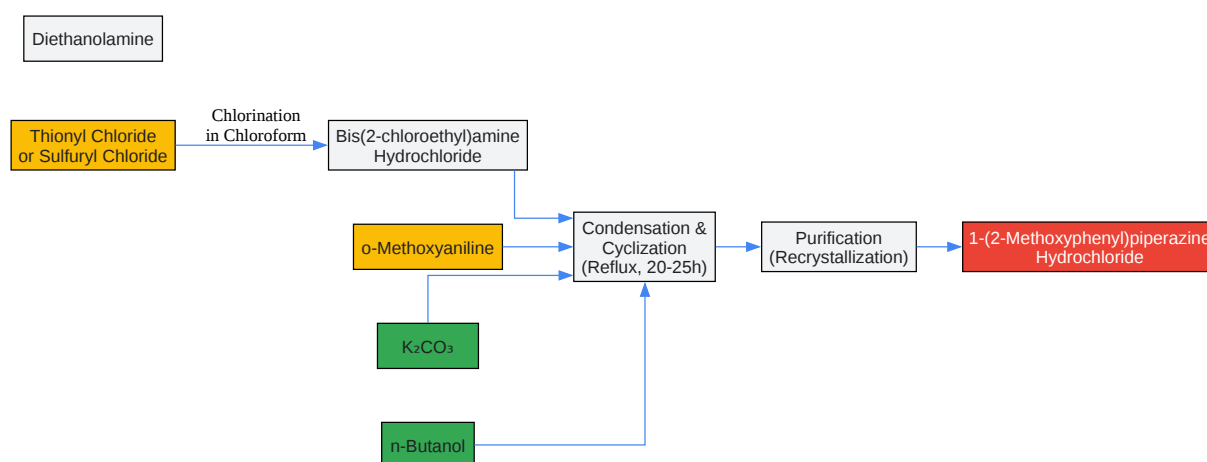 Diethanolamine
Chlorination
in Chloroform
Thionyl Chloride
or Sulfuryl Chloride
Bis(2-chloroethyl)amine
Hydrochloride
o-Methoxyaniline
Condensation &
Cyclization
(Reflux, 20-25h)
Purification
(Recrystallization)
1-(2-Methoxyphenyl)piperazine
Hydrochloride
K₂CO₃
n-Butanol